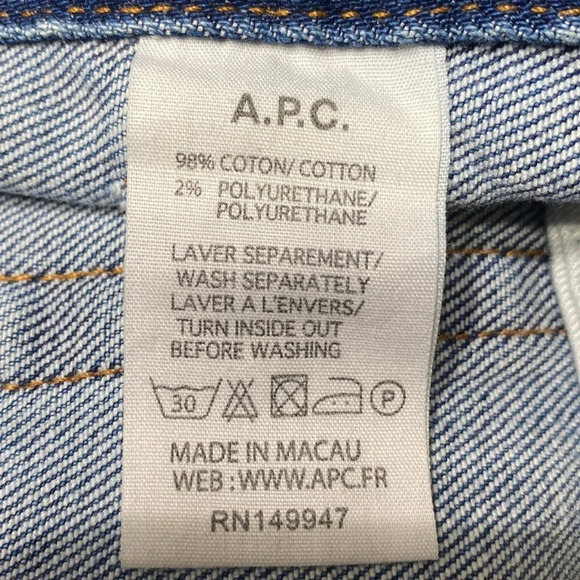 A.P.C.
98% COTON/ COTTON
2% POLYURETHANE/
POLYURETHANE
LAVER SEPAREMENT/
WASH SEPARATELY
LAVER A L'ENVERS/
TURN INSIDE OUT
BEFORE WASHING
30 P
MADE IN MACAU
WEB : WWW.APC.FR
RN149947